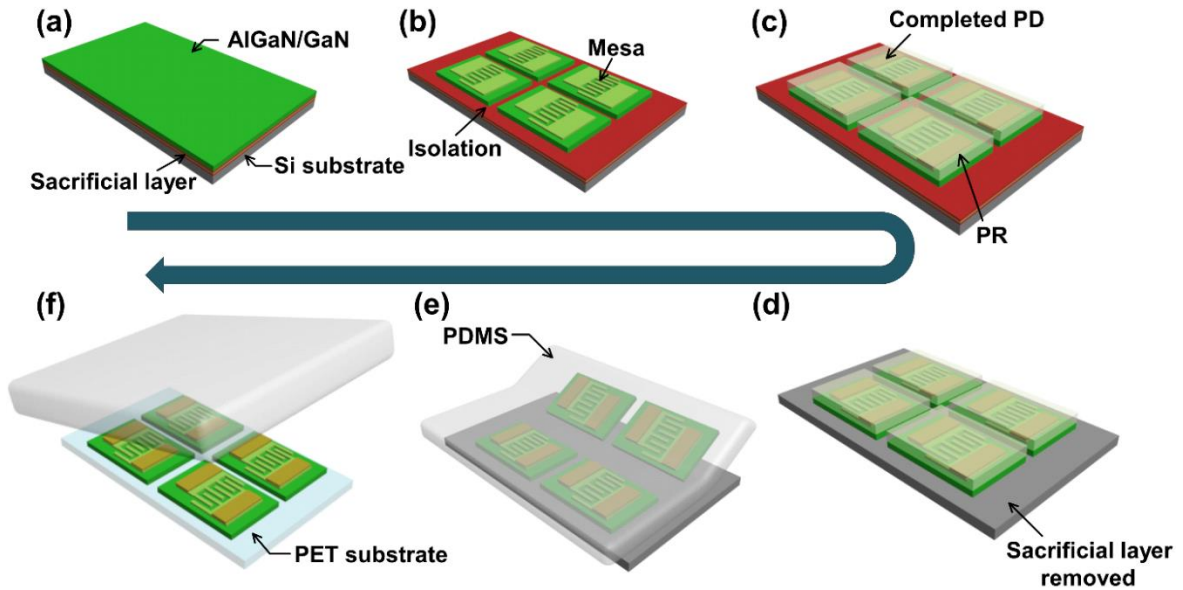 (a)
AlGaN/GaN
Sacrificial layer
Si substrate
(b)
Mesa
Isolation
(c)
Completed PD
PR
(f)
PET substrate
(e)
PDMS
(d)
Sacrificial layer
removed